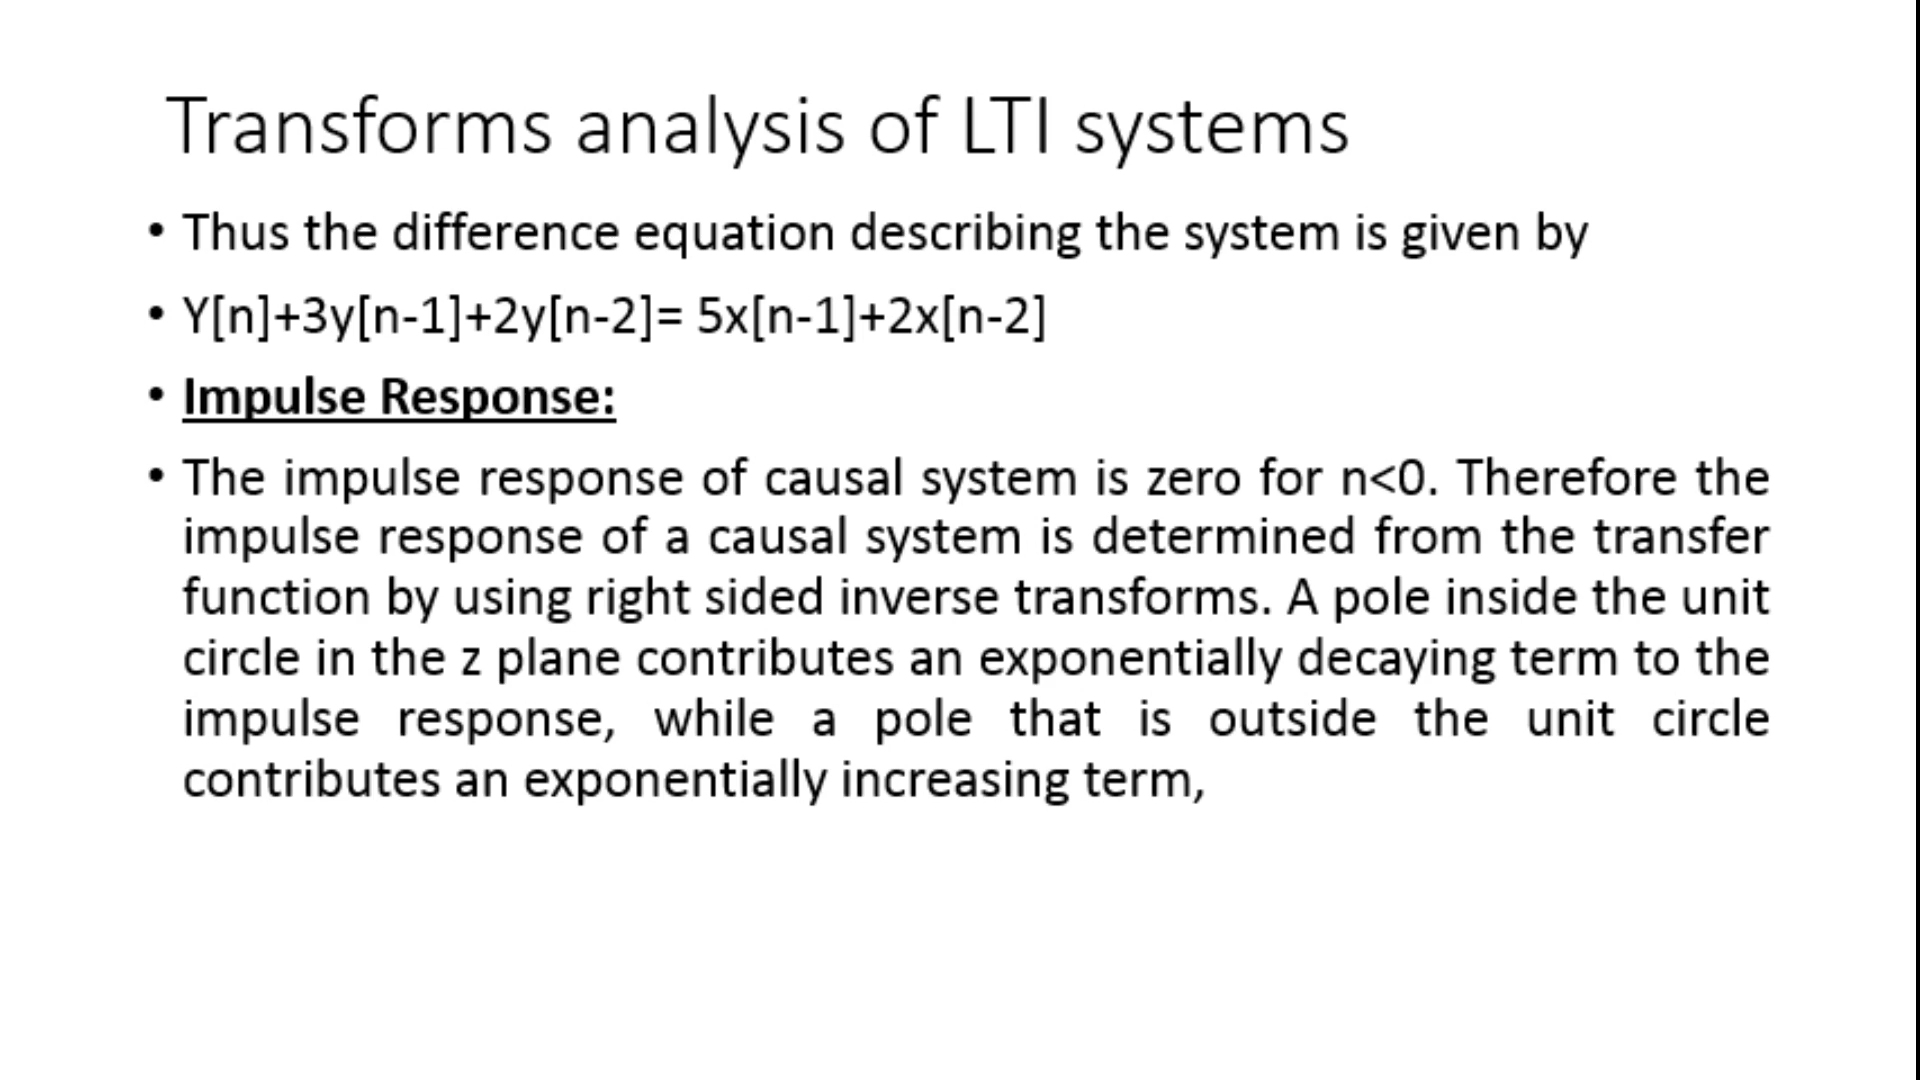 Transforms analysis of LTI systems
• Thus the difference equation describing the system is given by
• Y[n]+3y[n-1]+2y[n-2]= 5x[n-1]+2x[n-2]
• Impulse Response:
• The impulse response of causal system is zero for n<0. Therefore the
impulse response of a causal system is determined from the transfer
function by using right sided inverse transforms. A pole inside the unit
circle in the z plane contributes an exponentially decaying term to the
impulse response, while a pole that is outside the unit circle
contributes an exponentially increasing term,